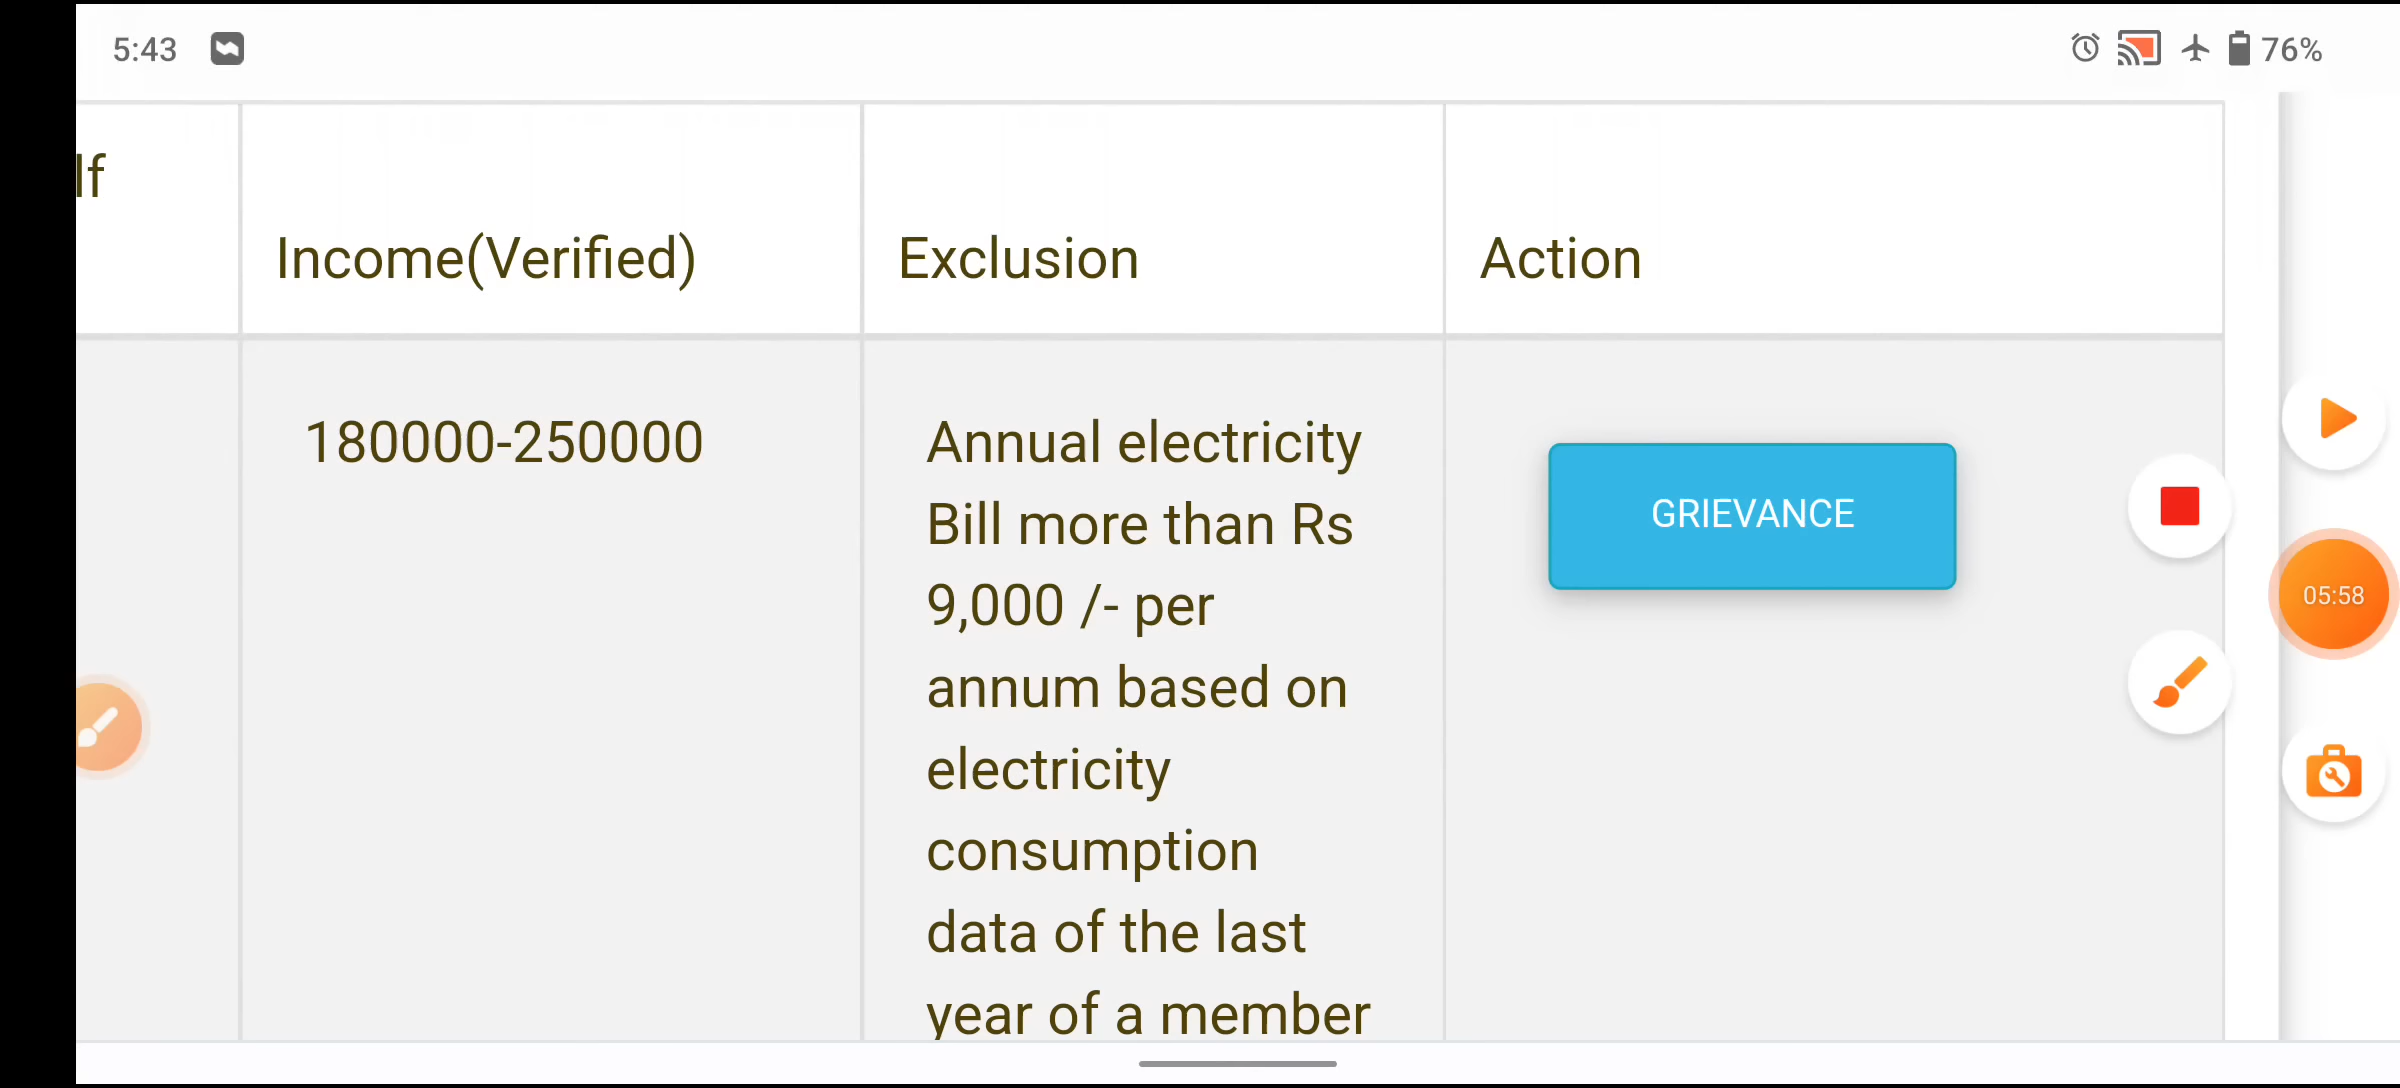 5:43
76%
lf
Income(Verified)
Exclusion
Action
180000-250000
Annual electricity
Bill more than Rs
9,000 /- per
annum based on
electricity
consumption
data of the last
year of a member
GRIEVANCE
05:58